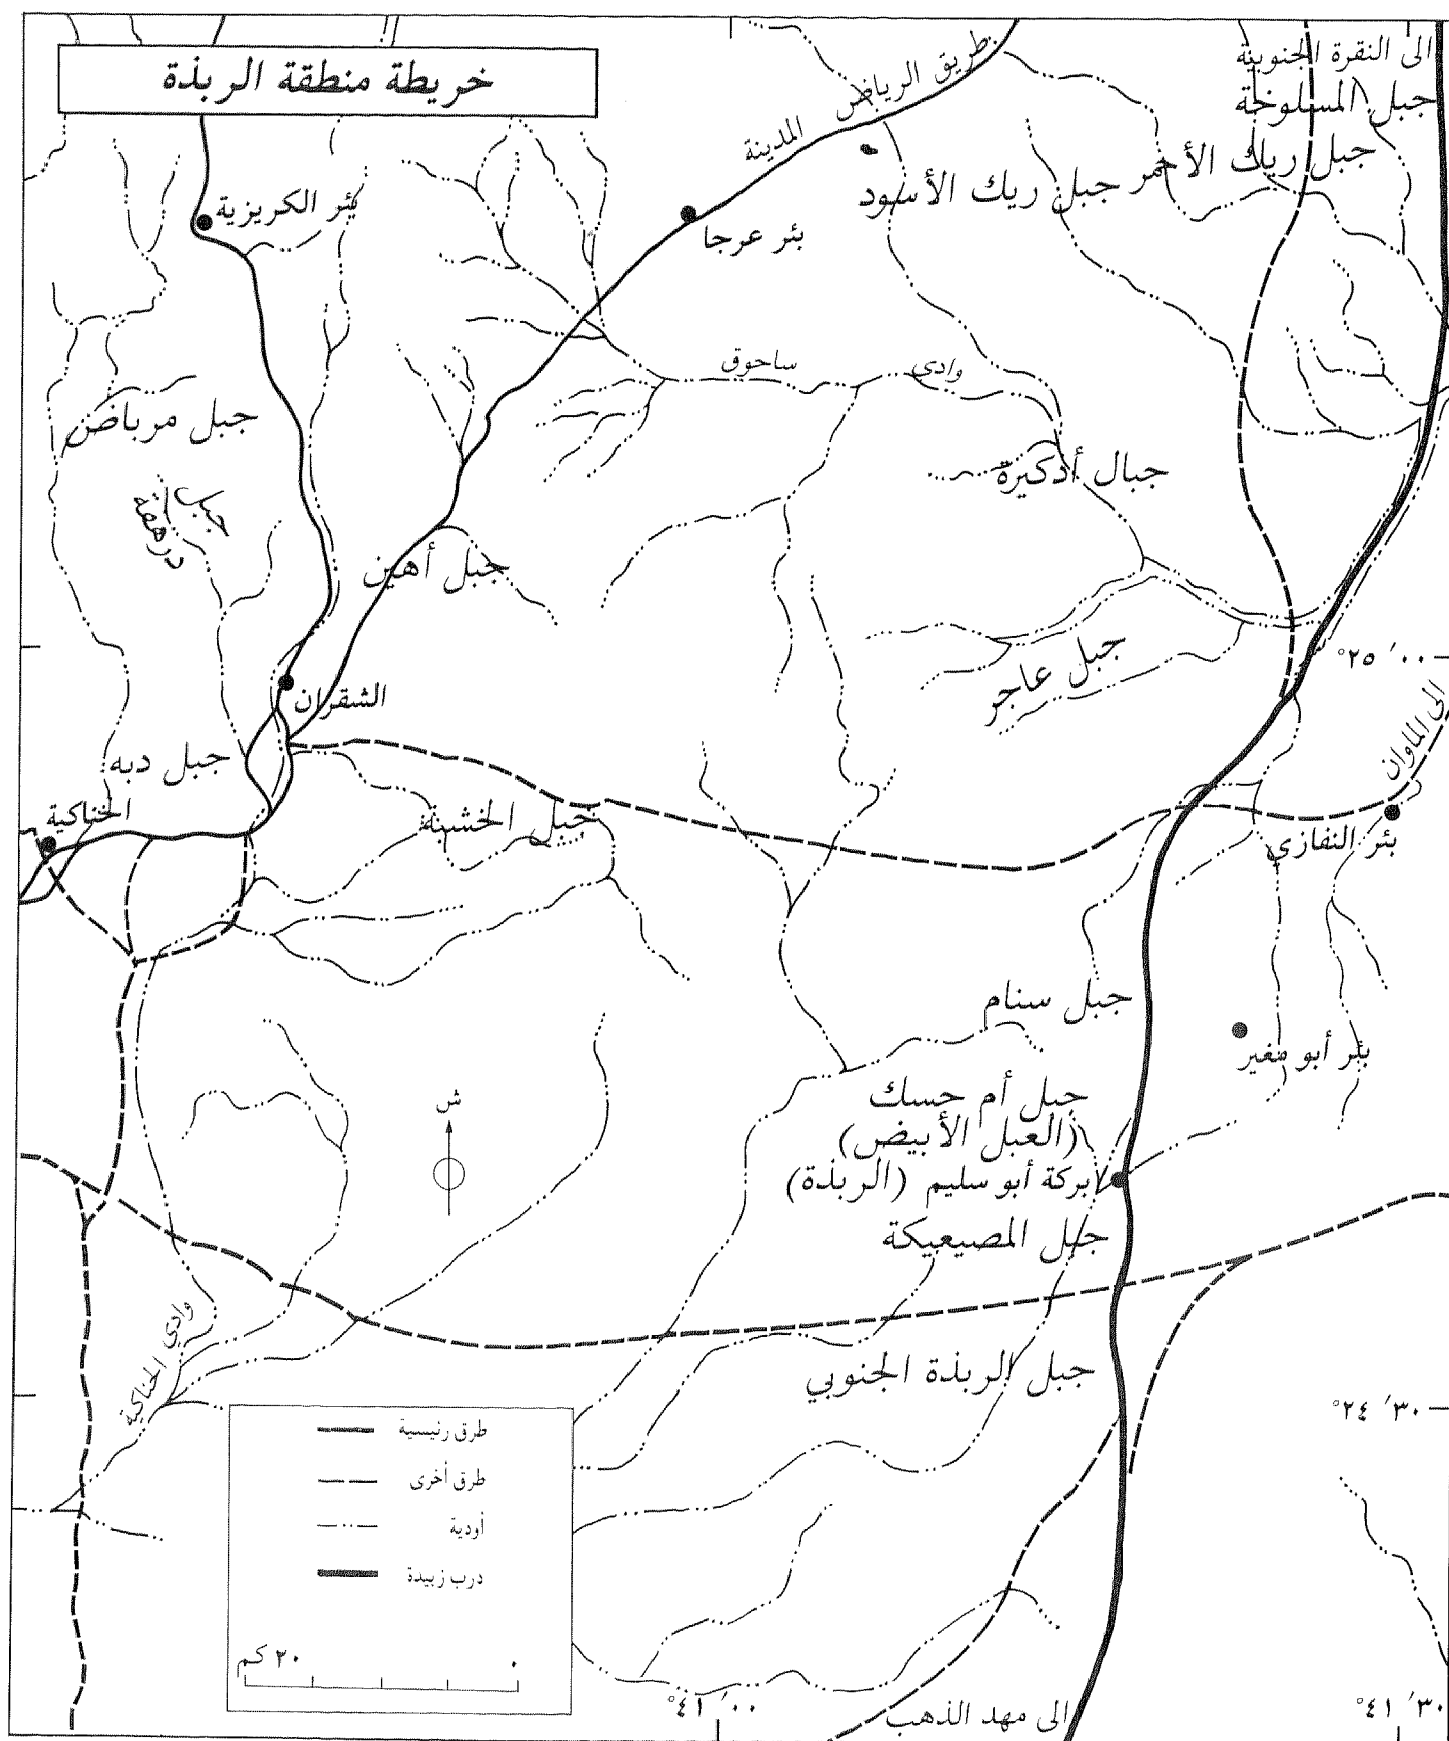 خريطة منطقة الربذة
الى النقرة الجنوبية
جبل المسلوخة
جبل ريك الأحمر
جبل ريك الأسود
طريق الرياض المدينة
بئر الكريزية
بئر عرجا
وادي ساحوق
جبل مرباض
جبال أذكيرة
جبل
جبل أهين
جبل عاجر
٢٥° ٠٠′
الشقران
الى الماوان
جبل دبه
الحناكية
جبل الخشبة
بئر النفازي
جبل سنام
بئر أبو مغير
ش
جبل أم حسك
(العبل الأبيض)
بركة أبو سليم (الربذة)
جبل المصيعيكة
وادي الحناكية
جبل الربذة الجنوبي
٢٤° ٣٠′
طرق رئيسية
طرق أخرى
أودية
درب زبيدة
٠ ٢٠ كم
٤١° ٠٠′
الى مهد الذهب
٤١° ٣٠′